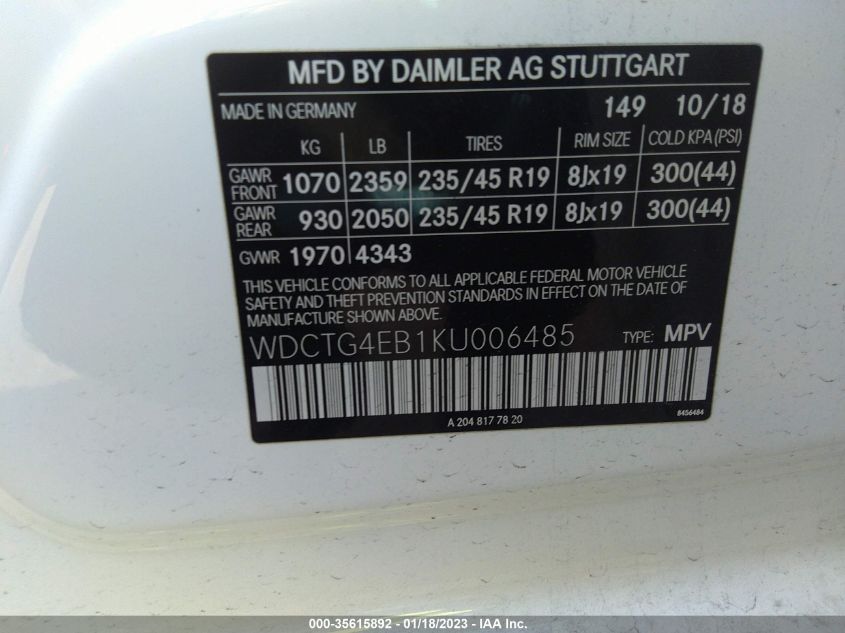 MFD BY DAIMLER AG STUTTGART
MADE IN GERMANY 149 10/18
KG LB TIRES RIM SIZE COLD KPA (PSI)
GAWR FRONT 1070 2359 235/45 R19 8Jx19 300(44)
GAWR REAR 930 2050 235/45 R19 8Jx19 300(44)
GVWR 1970 4343
THIS VEHICLE CONFORMS TO ALL APPLICABLE FEDERAL MOTOR VEHICLE
SAFETY AND THEFT PREVENTION STANDARDS IN EFFECT ON THE DATE OF
MANUFACTURE SHOWN ABOVE.
WDCTG4EB1KU006485 TYPE: MPV
A 204 817 78 20 8456484
000-35615892 - 01/18/2023 - IAA Inc.